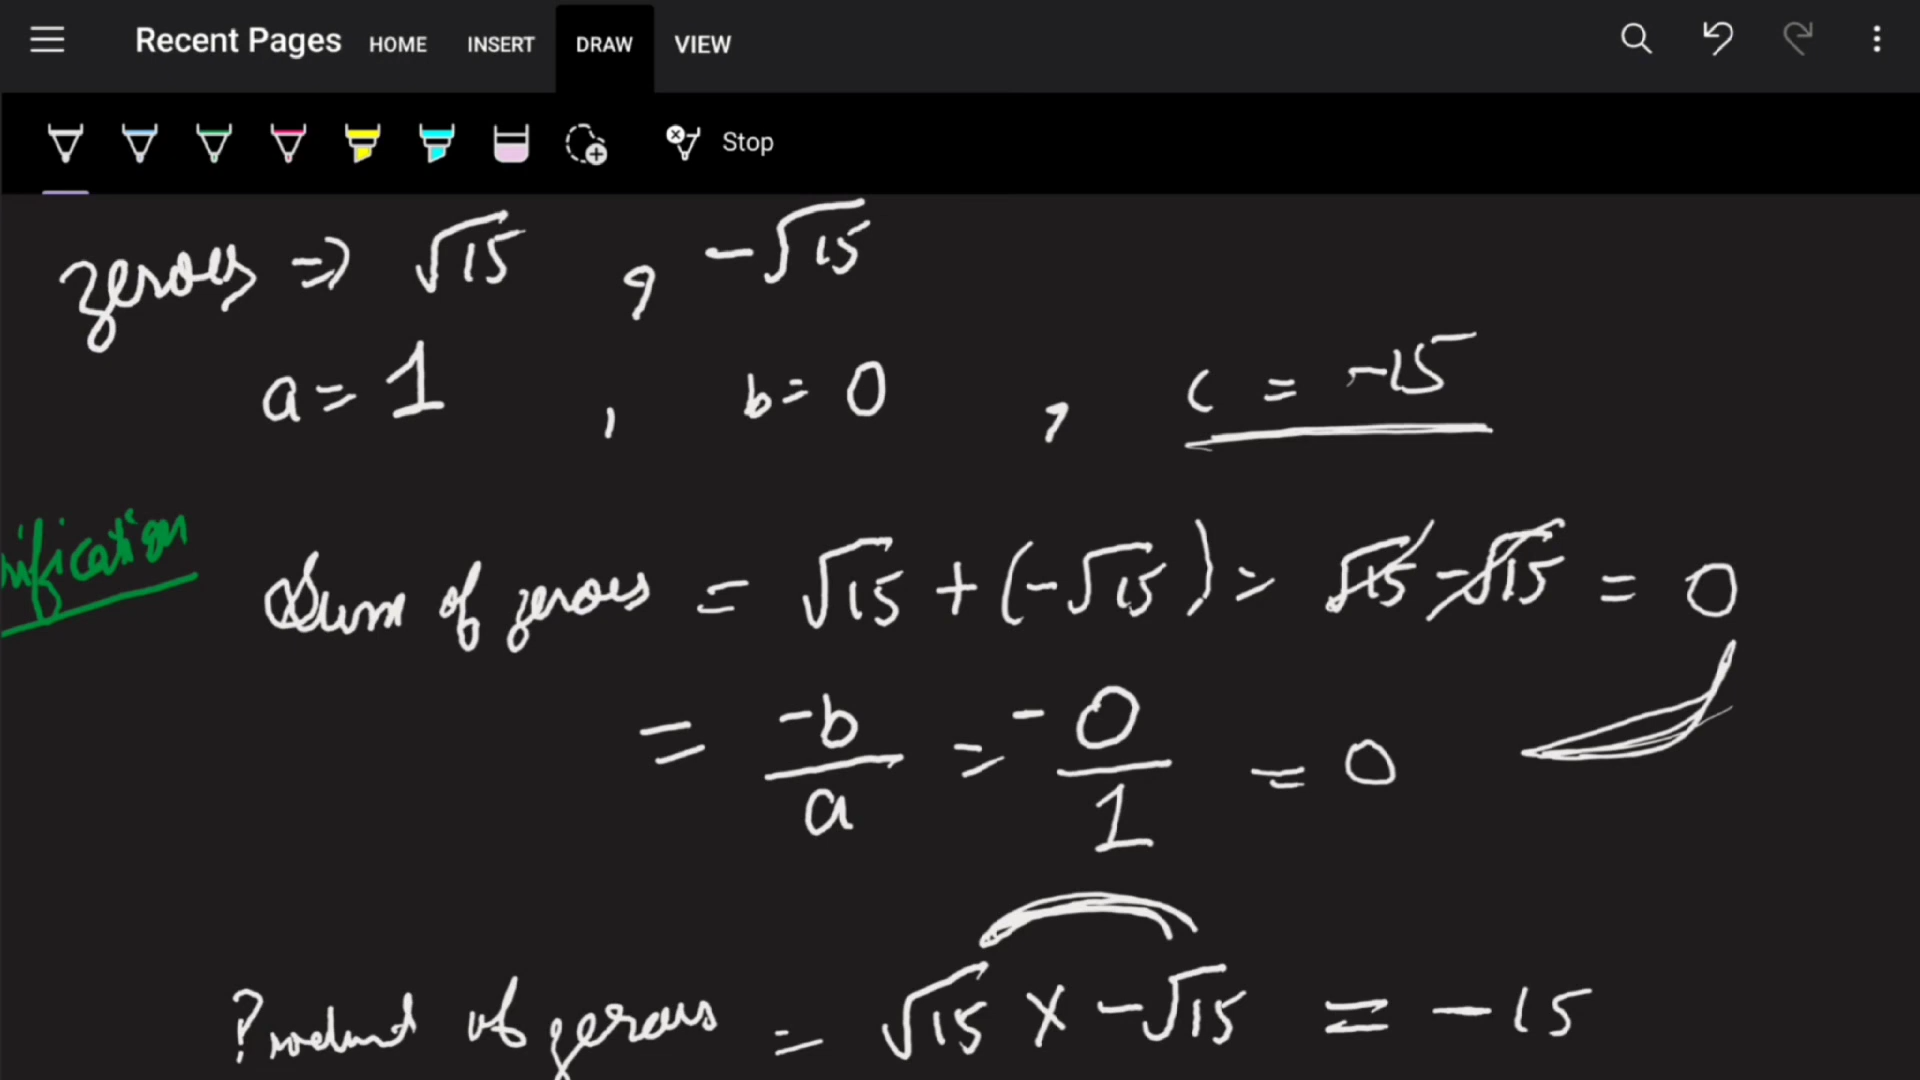 Recent Pages HOME INSERT DRAW VIEW
Stop
zeroes => √15 , -√15
a = 1 , b = 0 , c = -15
rification
Sum of zeroes = √15 + (-√15) = √15 - √15 = 0
= -b/a = -0/1 = 0
Product of zeroes = √15 × -√15 = -15